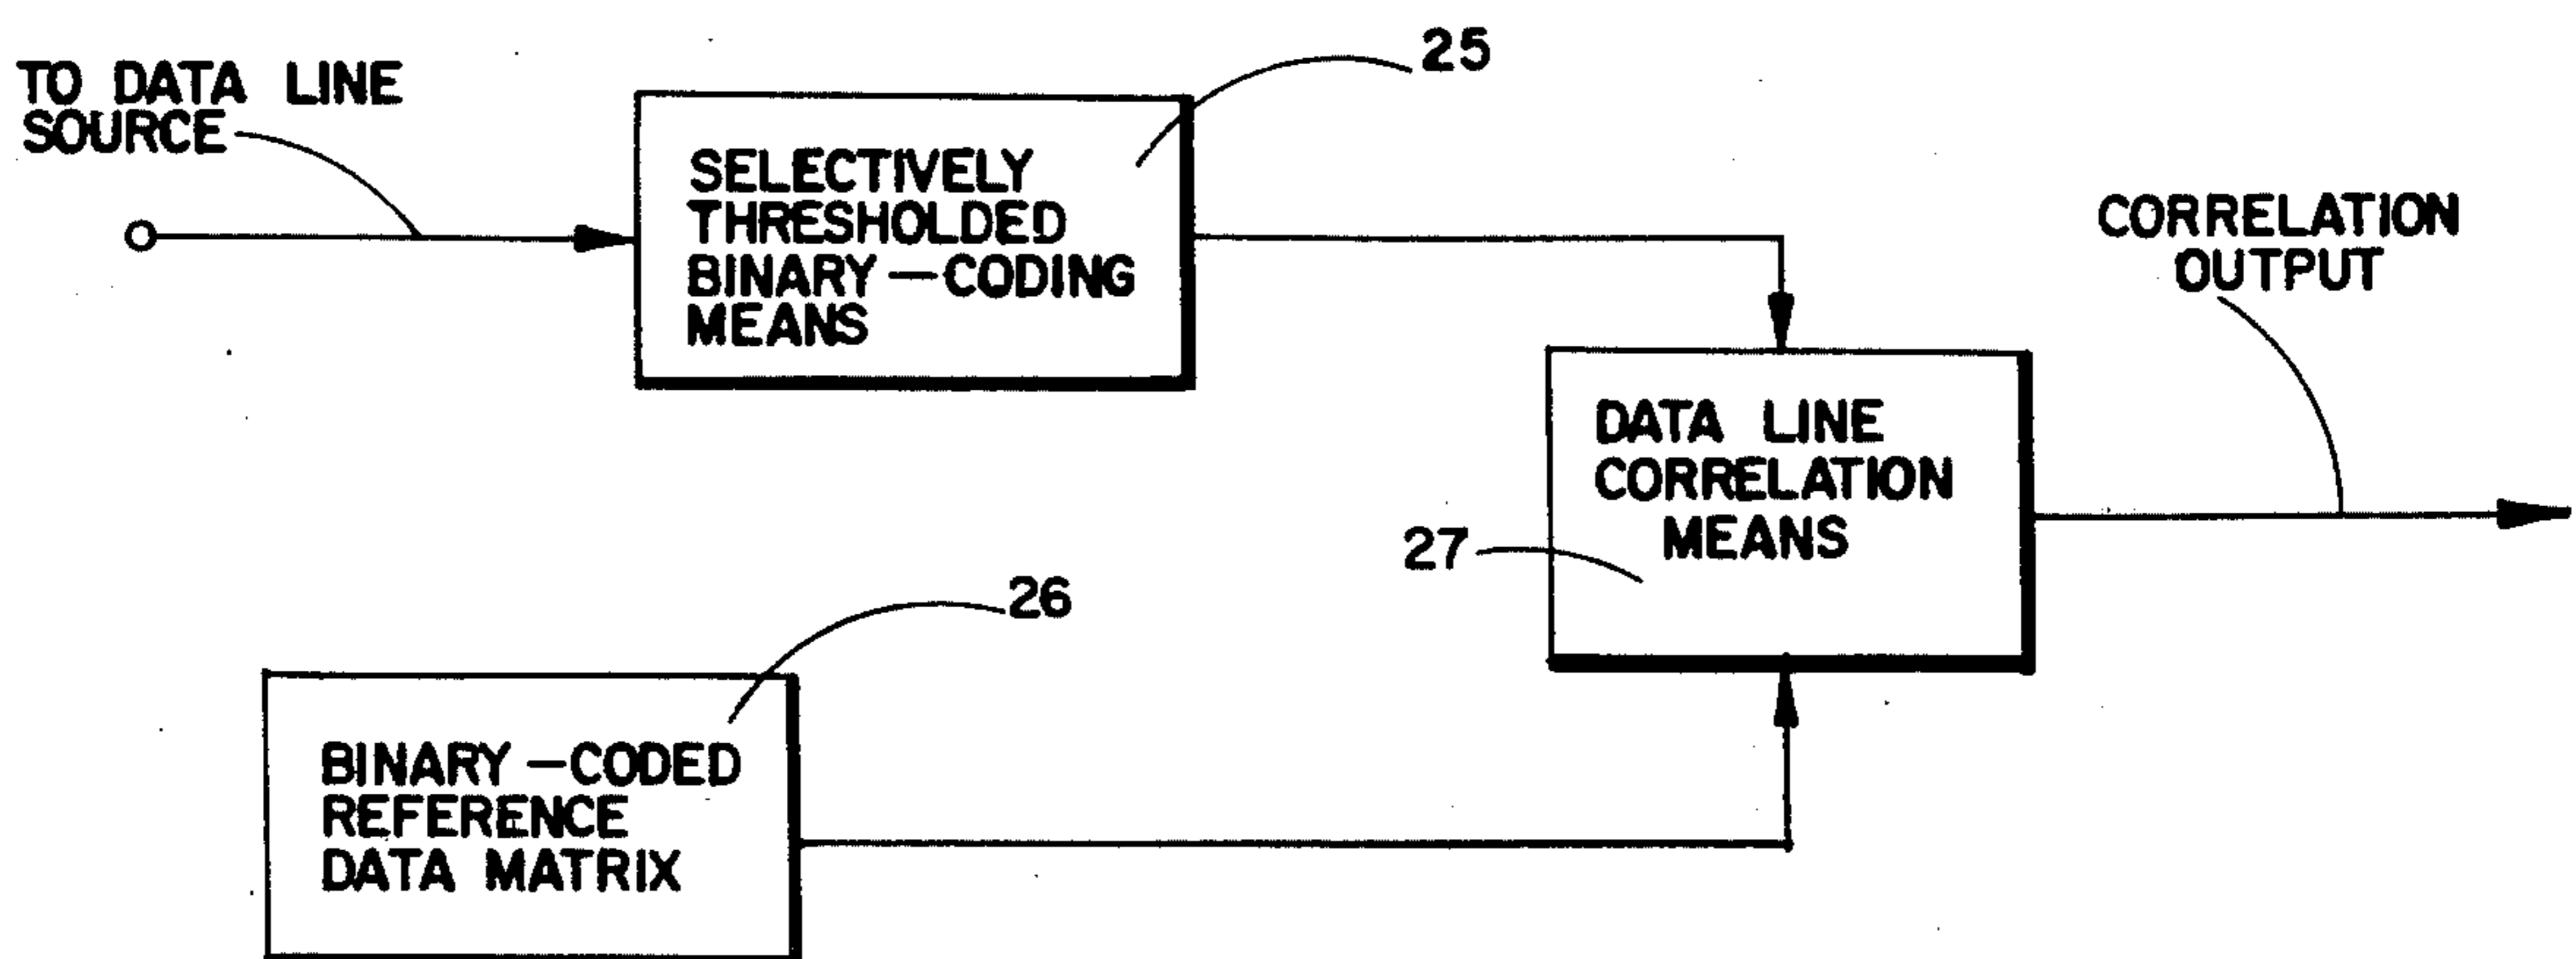 TO DATA LINE
SOURCE
25
SELECTIVELY
THRESHOLDED
BINARY—CODING
MEANS
CORRELATION
OUTPUT
DATA LINE
CORRELATION
MEANS
27
26
BINARY—CODED
REFERENCE
DATA MATRIX